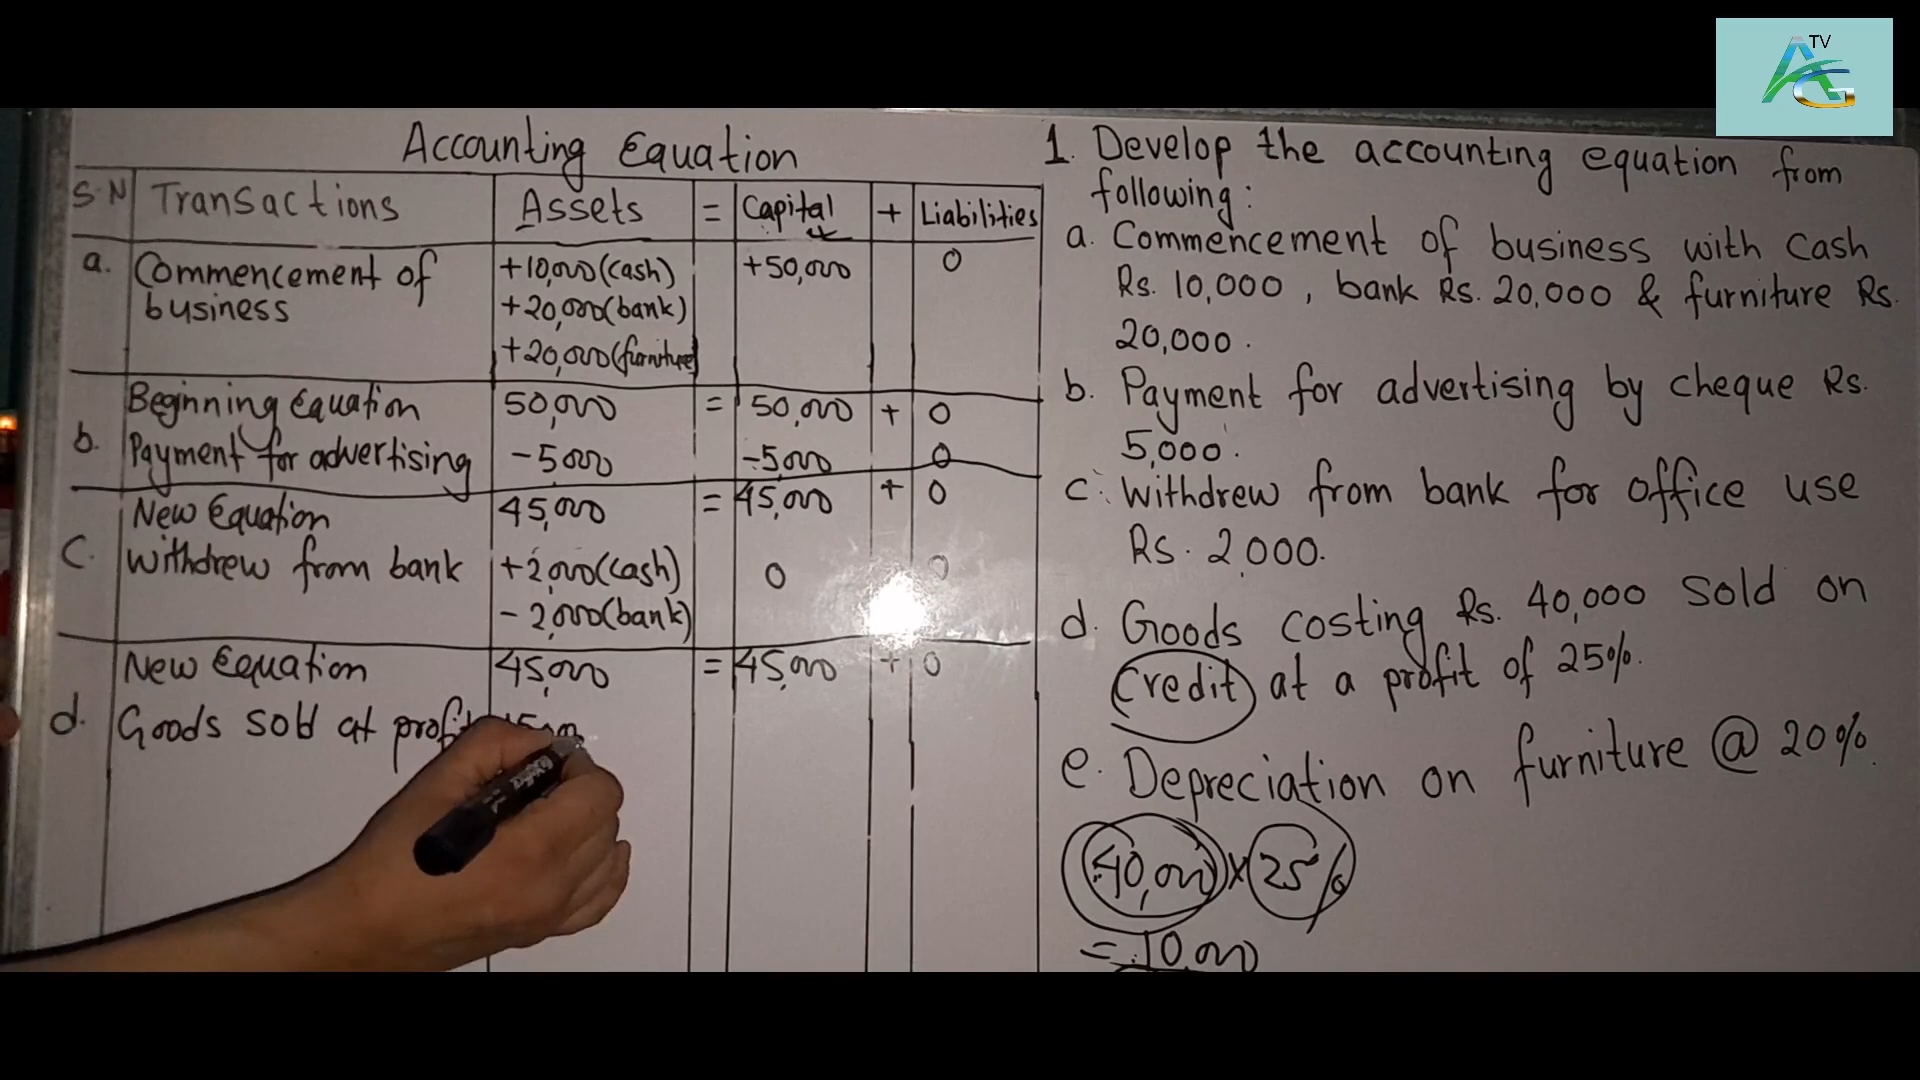 TV
AG
Accounting Equation
S.N Transactions Assets = Capital + Liabilities
a. Commencement of business +10,000(cash) +50,000 0
+20,000(bank)
+20,000(furniture)
Beginning Equation 50,000 = 50,000 + 0
b. Payment for advertising -5,000 -5,000 0
New Equation 45,000 = 45,000 + 0
C. Withdrew from bank +2,000(cash) 0 0
-2,000(bank)
New Equation 45,000 = 45,000 + 0
d. Goods sold at profit
1. Develop the accounting equation from
following:
a. Commencement of business with cash
Rs. 10,000, bank Rs. 20,000 & furniture Rs.
20,000.
b. Payment for advertising by cheque Rs.
5,000.
c. Withdrew from bank for office use
Rs. 2,000.
d. Goods costing Rs. 40,000 sold on
credit at a profit of 25%.
e. Depreciation on furniture @ 20%.
40,000 x 25%
= 10,000